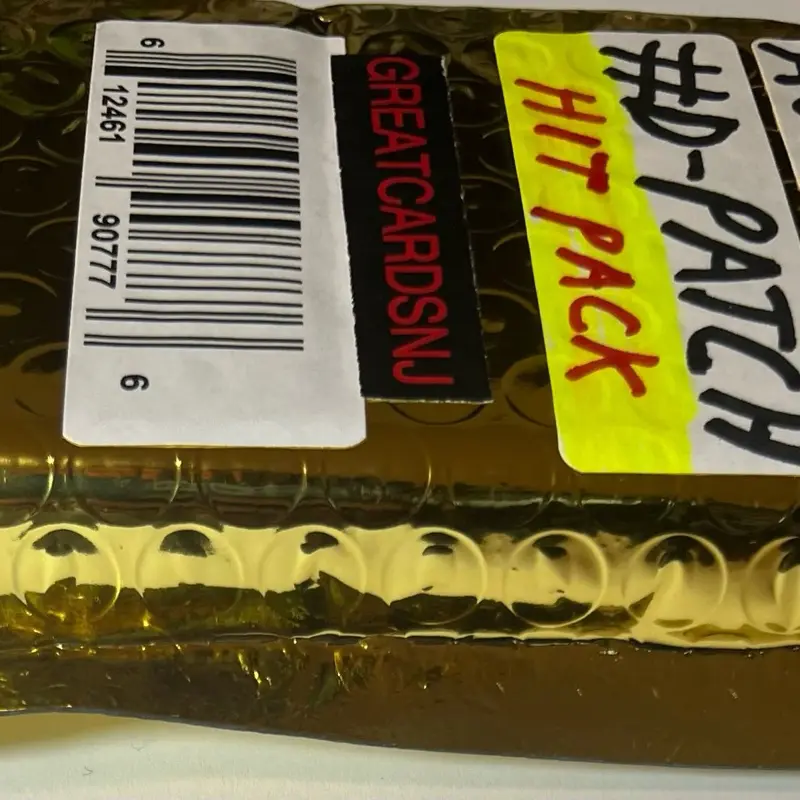 6 12461 90777 6
GREATCARDSNJ
#D-PATCH
HIT PACK